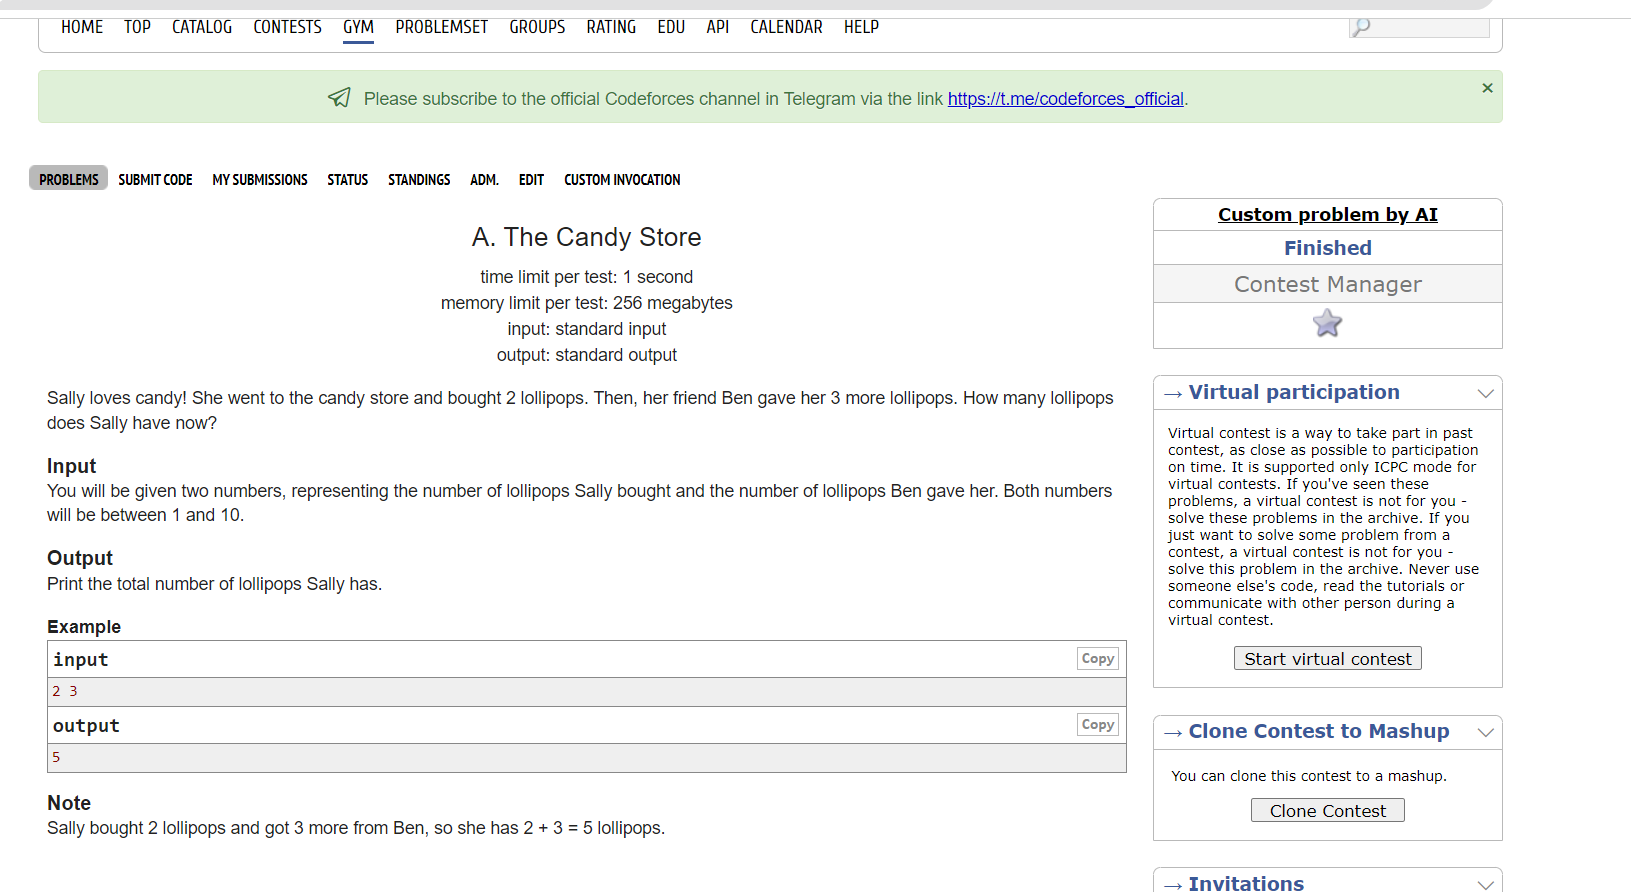 HOME TOP CATALOG CONTESTS GYM PROBLEMSET GROUPS RATING EDU API CALENDAR HELP
Please subscribe to the official Codeforces channel in Telegram via the link https://t.me/codeforces_official.
×
PROBLEMS SUBMIT CODE MY SUBMISSIONS STATUS STANDINGS ADM. EDIT CUSTOM INVOCATION
A. The Candy Store
time limit per test: 1 second
memory limit per test: 256 megabytes
input: standard input
output: standard output
Sally loves candy! She went to the candy store and bought 2 lollipops. Then, her friend Ben gave her 3 more lollipops. How many lollipops
does Sally have now?
Input
You will be given two numbers, representing the number of lollipops Sally bought and the number of lollipops Ben gave her. Both numbers
will be between 1 and 10.
Output
Print the total number of lollipops Sally has.
Example
input Copy
2 3
output Copy
5
Note
Sally bought 2 lollipops and got 3 more from Ben, so she has 2 + 3 = 5 lollipops.
Custom problem by AI
Finished
Contest Manager
→ Virtual participation
Virtual contest is a way to take part in past
contest, as close as possible to participation
on time. It is supported only ICPC mode for
virtual contests. If you've seen these
problems, a virtual contest is not for you -
solve these problems in the archive. If you
just want to solve some problem from a
contest, a virtual contest is not for you -
solve this problem in the archive. Never use
someone else's code, read the tutorials or
communicate with other person during a
virtual contest.
Start virtual contest
→ Clone Contest to Mashup
You can clone this contest to a mashup.
Clone Contest
→ Invitations